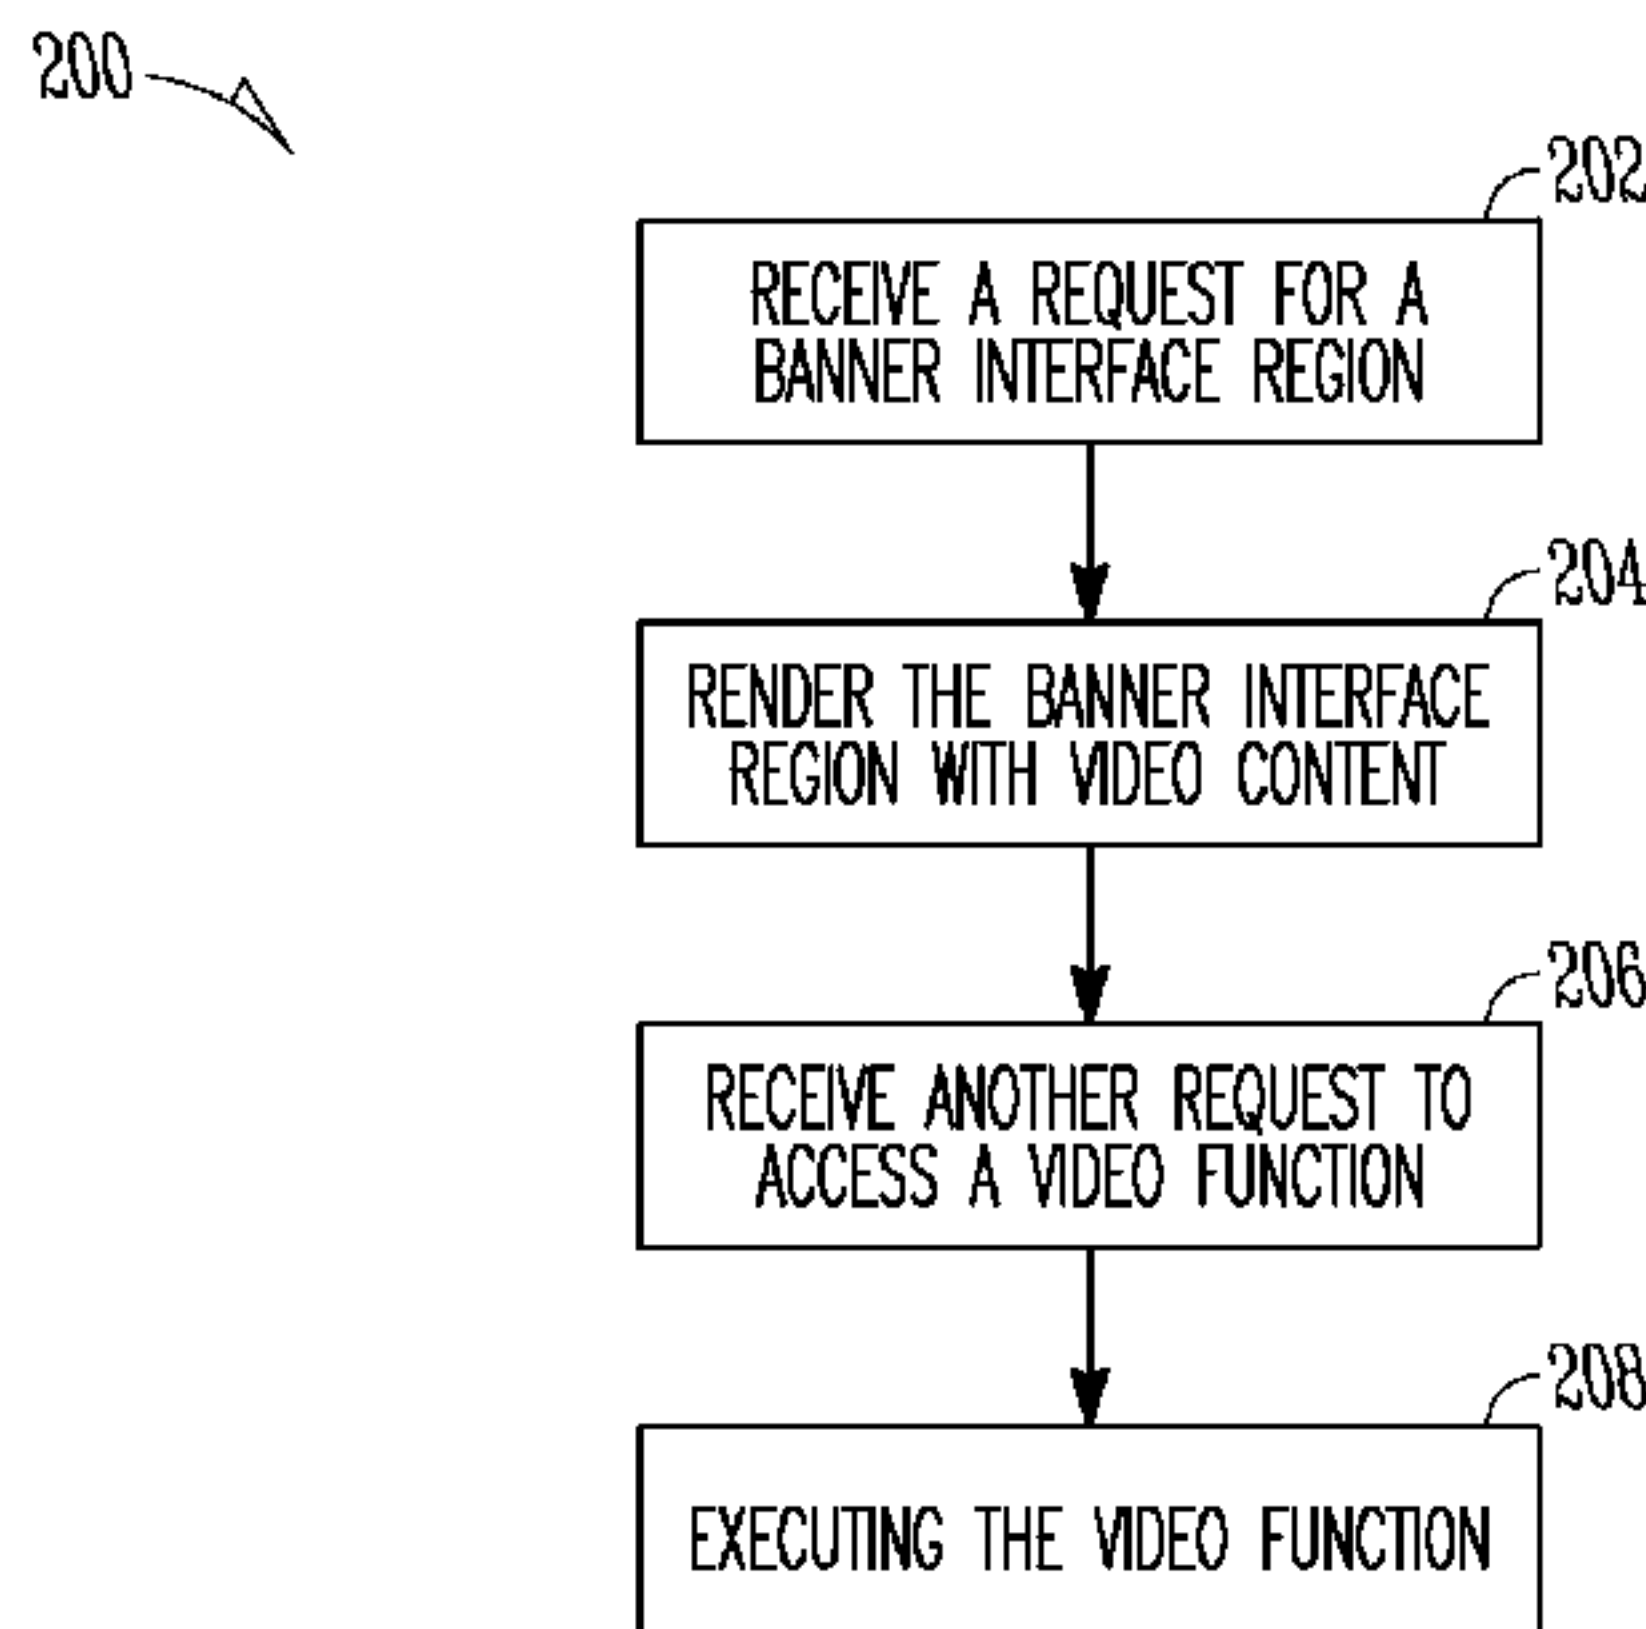 200
202
RECEIVE A REQUEST FOR A
BANNER INTERFACE REGION
204
RENDER THE BANNER INTERFACE
REGION WITH VIDEO CONTENT
206
RECEIVE ANOTHER REQUEST TO
ACCESS A VIDEO FUNCTION
208
EXECUTING THE VIDEO FUNCTION